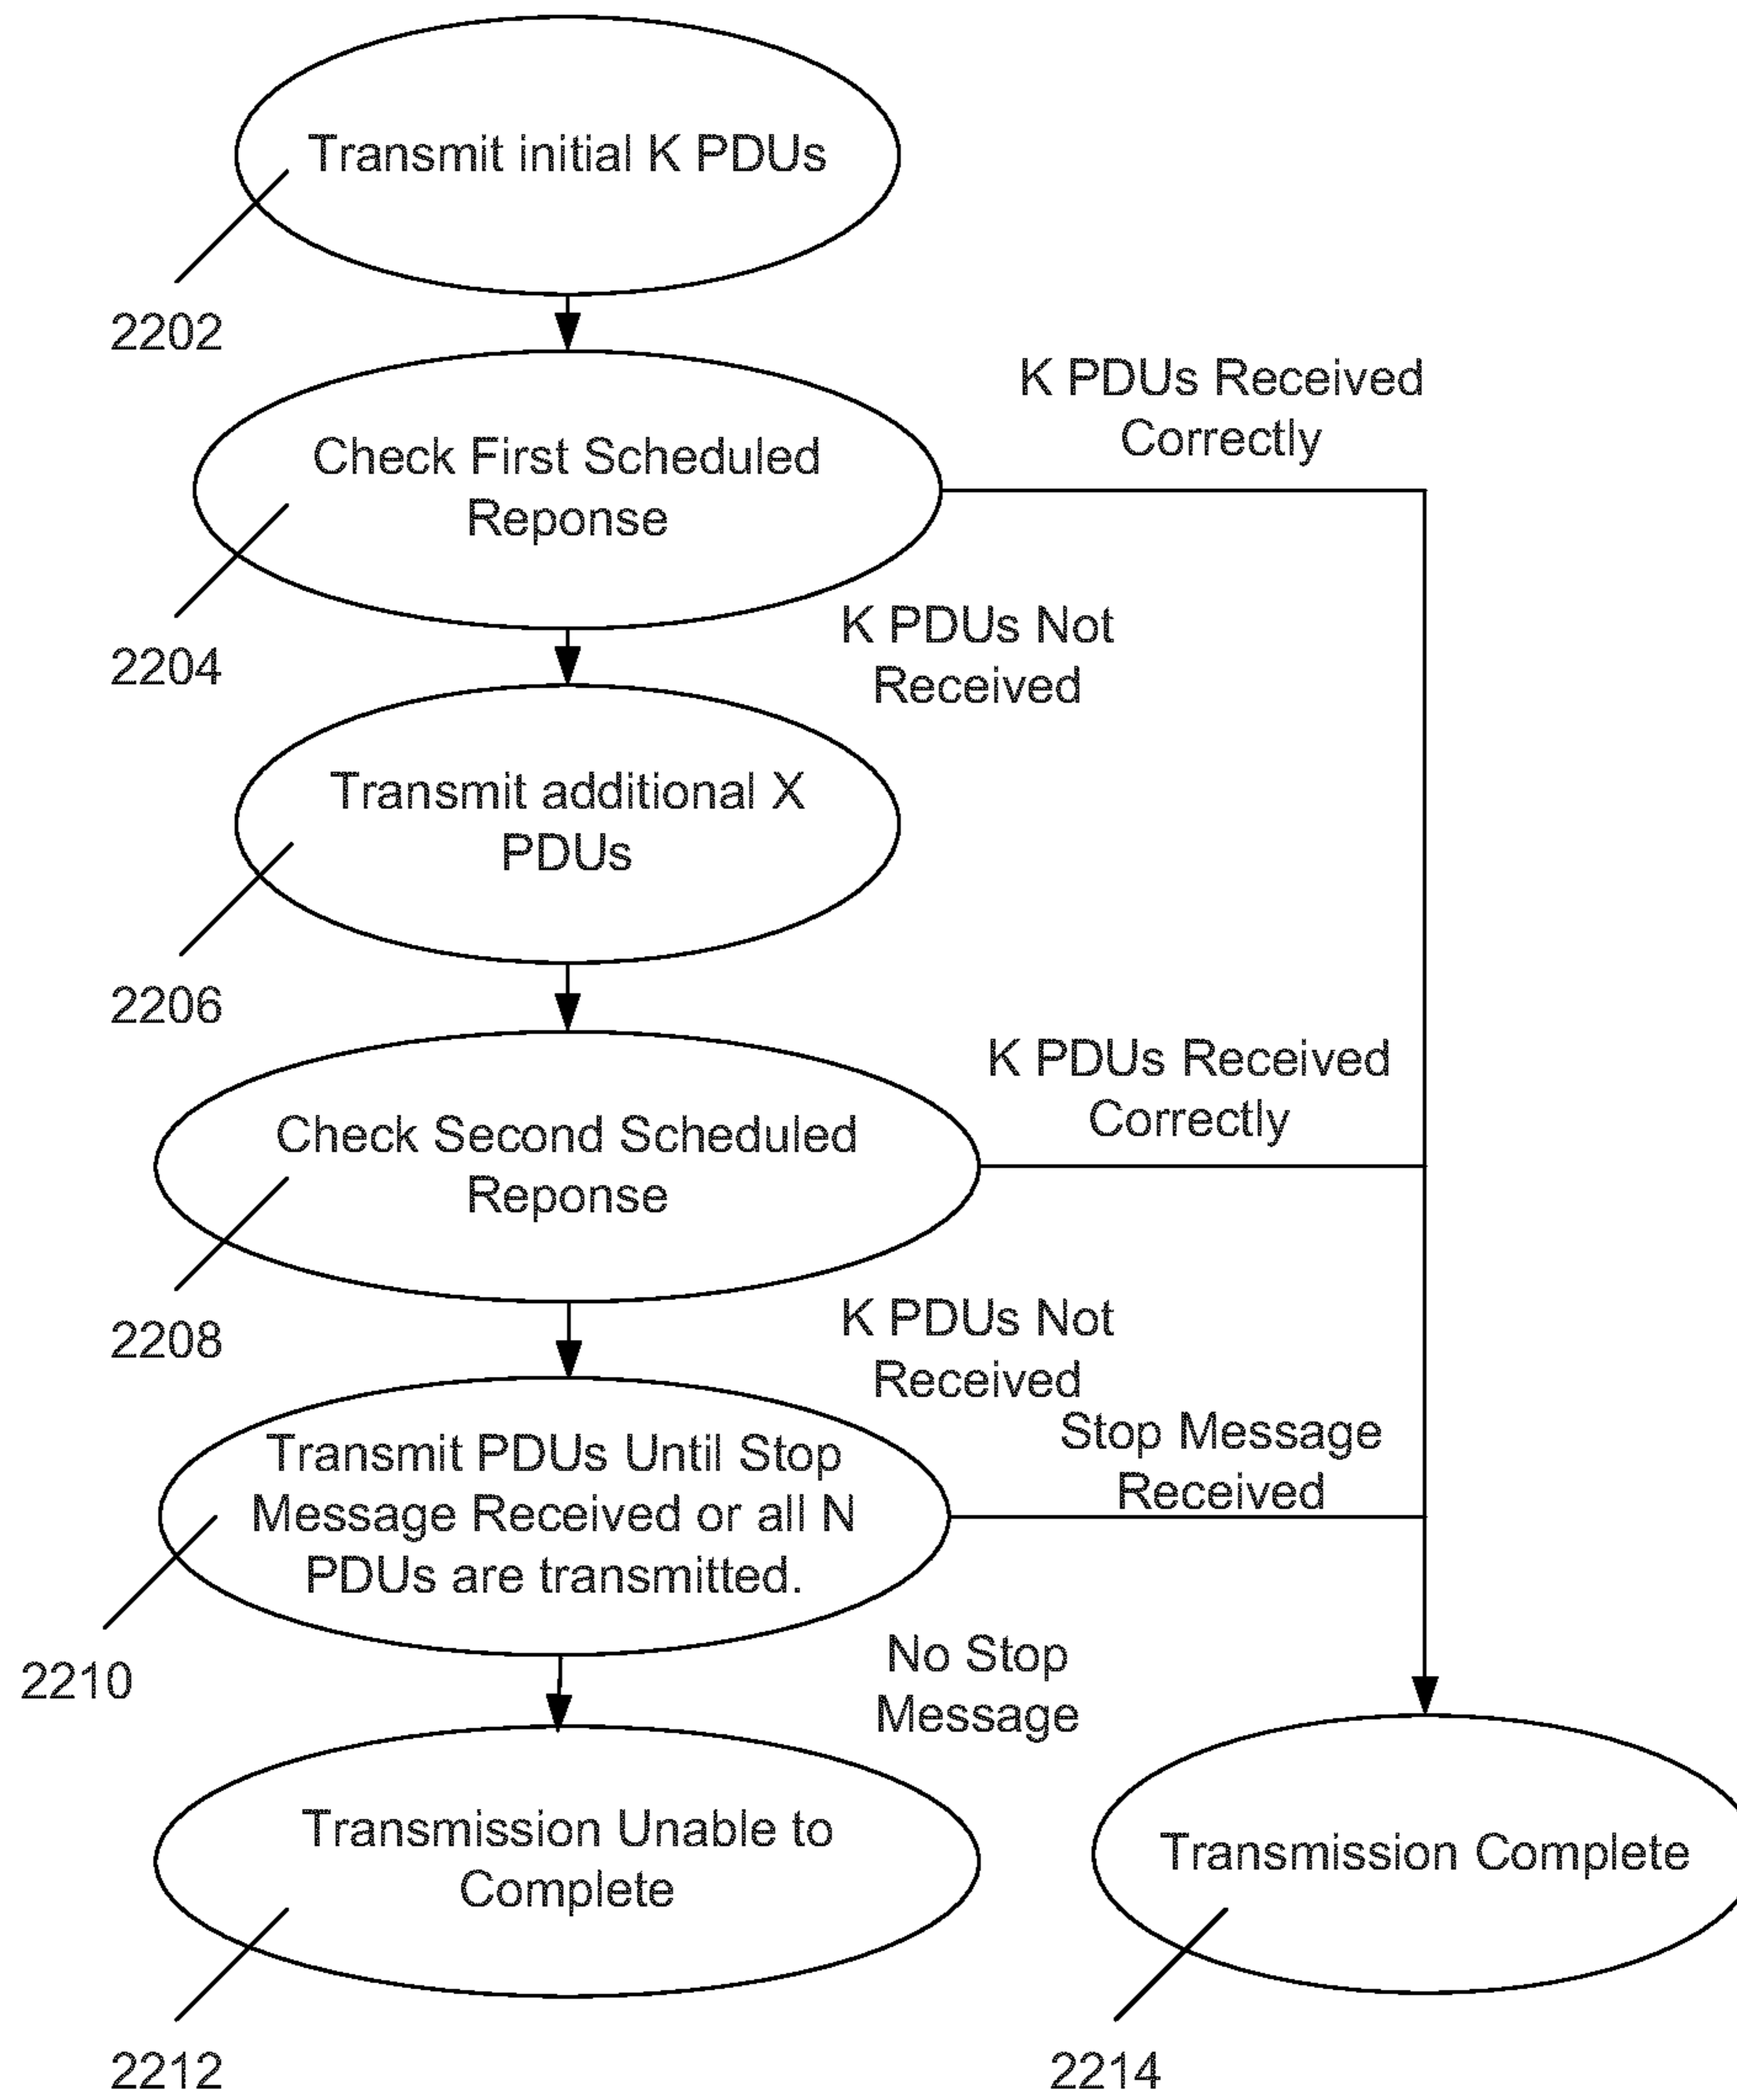 Transmit initial K PDUs
2202
K PDUs Received
Correctly
Check First Scheduled
Reponse
2204
K PDUs Not
Received
Transmit additional X
PDUs
2206
K PDUs Received
Correctly
Check Second Scheduled
Reponse
2208
K PDUs Not
Received
Stop Message
Received
Transmit PDUs Until Stop
Message Received or all N
PDUs are transmitted.
2210
No Stop
Message
Transmission Unable to
Complete
2212
Transmission Complete
2214